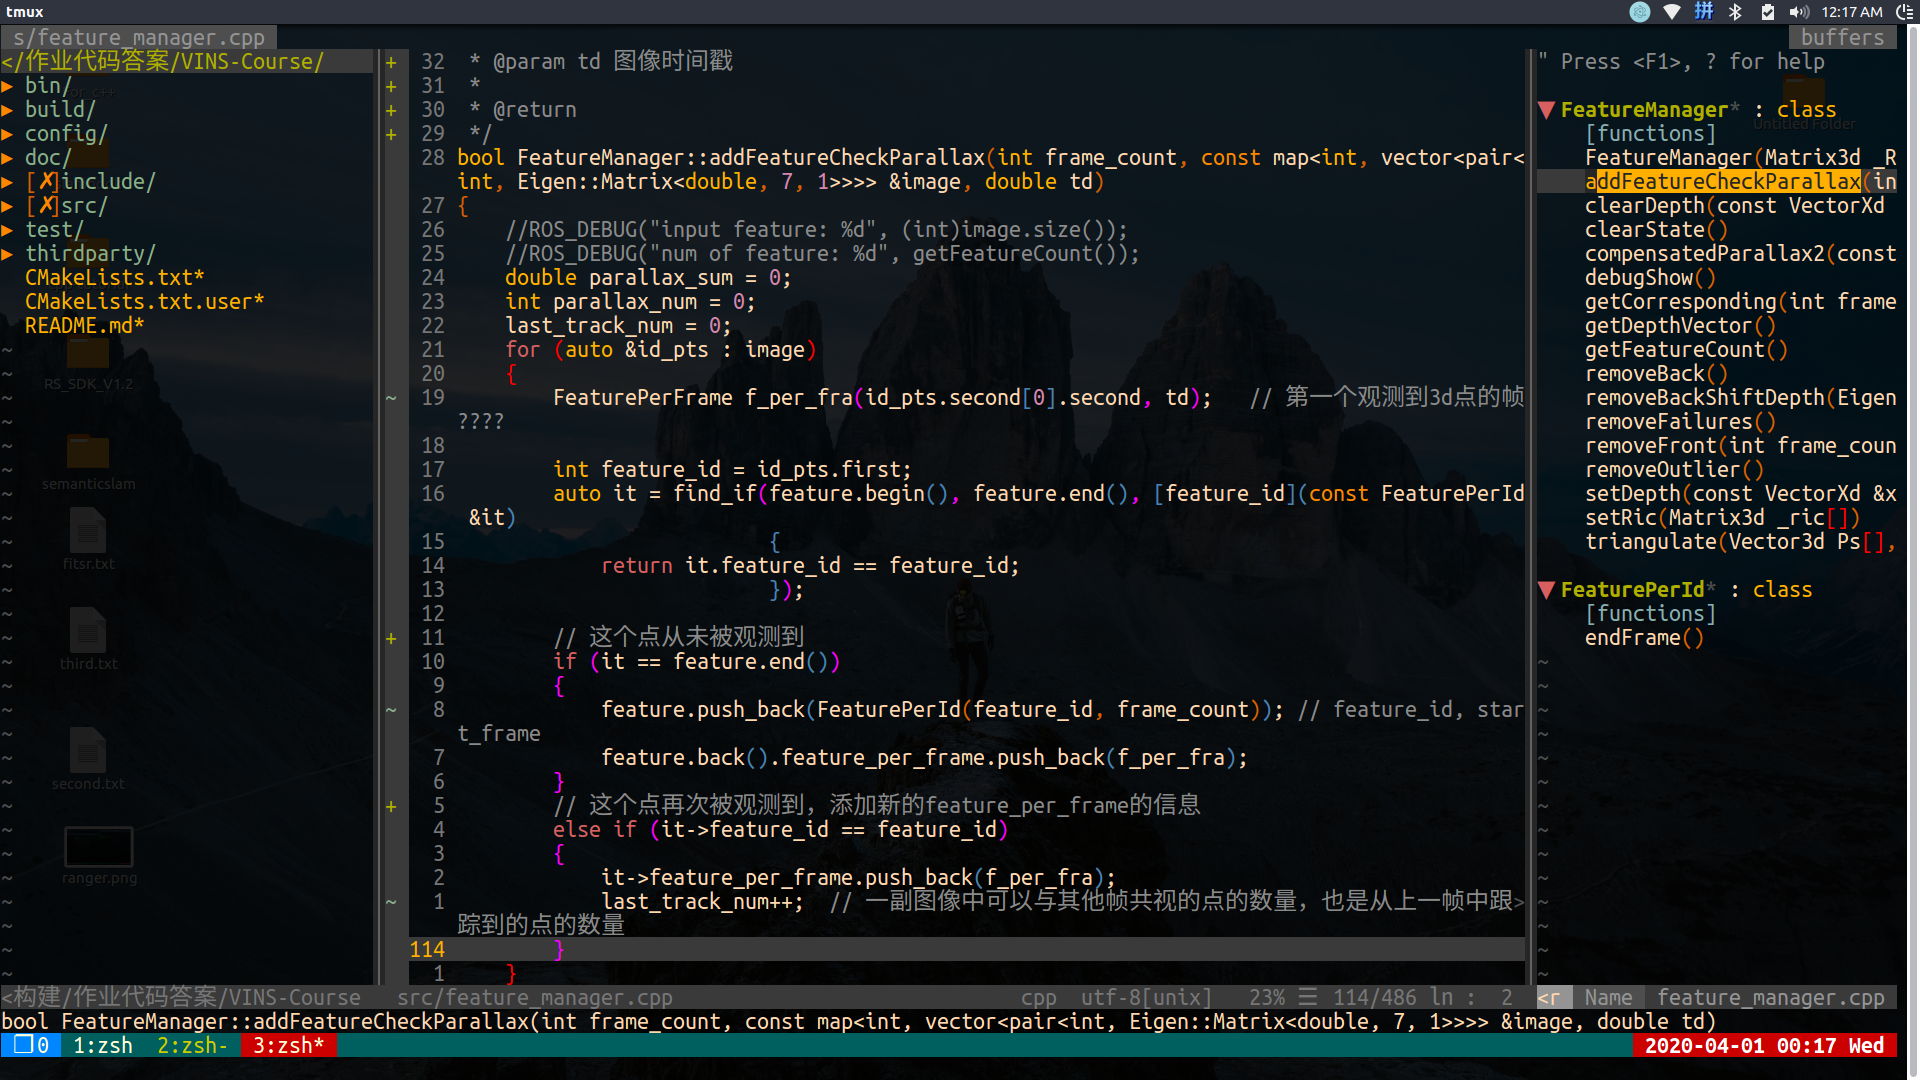 tmux
12:17 AM
s/feature_manager.cpp
buffers
</作业代码答案/VINS-Course/
▸ bin/
▸ build/
▸ config/
▸ doc/
▸ [✗]include/
▸ [✗]src/
▸ test/
▸ thirdparty/
CMakeLists.txt*
CMakeLists.txt.user*
README.md*
RS_SDK_V1.2
semanticslam
fitsr.txt
third.txt
second.txt
ranger.png
+ 32 * @param td 图像时间戳
+ 31 *
+ 30 * @return
+ 29 */
28 bool FeatureManager::addFeatureCheckParallax(int frame_count, const map<int, vector<pair<
int, Eigen::Matrix<double, 7, 1>>>> &image, double td)
27 {
26 //ROS_DEBUG("input feature: %d", (int)image.size());
25 //ROS_DEBUG("num of feature: %d", getFeatureCount());
24 double parallax_sum = 0;
23 int parallax_num = 0;
22 last_track_num = 0;
21 for (auto &id_pts : image)
20 {
~ 19 FeaturePerFrame f_per_fra(id_pts.second[0].second, td); // 第一个观测到3d点的帧
????
18
17 int feature_id = id_pts.first;
16 auto it = find_if(feature.begin(), feature.end(), [feature_id](const FeaturePerId
&it)
15 {
14 return it.feature_id == feature_id;
13 });
12
+ 11 // 这个点从未被观测到
10 if (it == feature.end())
9 {
~ 8 feature.push_back(FeaturePerId(feature_id, frame_count)); // feature_id, star
t_frame
7 feature.back().feature_per_frame.push_back(f_per_fra);
6 }
+ 5 // 这个点再次被观测到，添加新的feature_per_frame的信息
4 else if (it->feature_id == feature_id)
3 {
2 it->feature_per_frame.push_back(f_per_fra);
~ 1 last_track_num++; // 一副图像中可以与其他帧共视的点的数量，也是从上一帧中跟>
踪到的点的数量
114 }
1 }
" Press <F1>, ? for help
▼ FeatureManager* : class
Untitled Folder
[functions]
FeatureManager(Matrix3d _R
addFeatureCheckParallax(in
clearDepth(const VectorXd
clearState()
compensatedParallax2(const
debugShow()
getCorresponding(int frame
getDepthVector()
getFeatureCount()
removeBack()
removeBackShiftDepth(Eigen
removeFailures()
removeFront(int frame_coun
removeOutlier()
setDepth(const VectorXd &x
setRic(Matrix3d _ric[])
triangulate(Vector3d Ps[],
▼ FeaturePerId* : class
[functions]
endFrame()
<构建/作业代码答案/VINS-Course src/feature_manager.cpp cpp utf-8[unix] 23% ☰ 114/486 ln : 2 <r Name feature_manager.cpp
bool FeatureManager::addFeatureCheckParallax(int frame_count, const map<int, vector<pair<int, Eigen::Matrix<double, 7, 1>>>> &image, double td)
❐ 0 1:zsh 2:zsh- 3:zsh* 2020-04-01 00:17 Wed